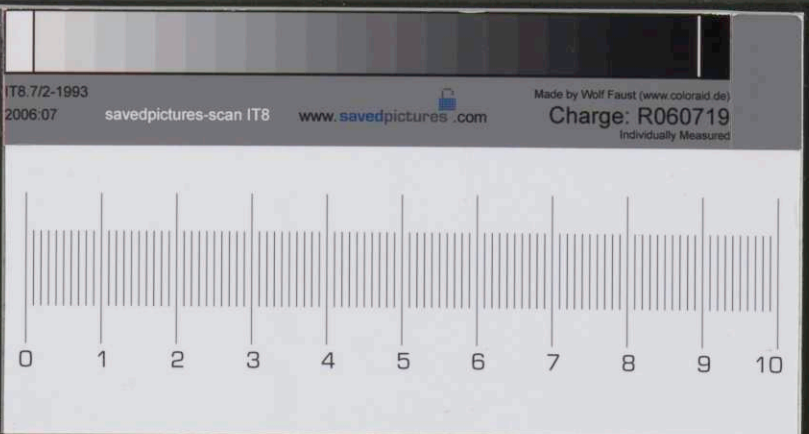 IT8.7/2-1993
2006:07
savedpictures-scan IT8
www.savedpictures.com
Made by Wolf Faust (www.coloraid.de)
Charge: R060719
Individually Measured
0 1 2 3 4 5 6 7 8 9 10